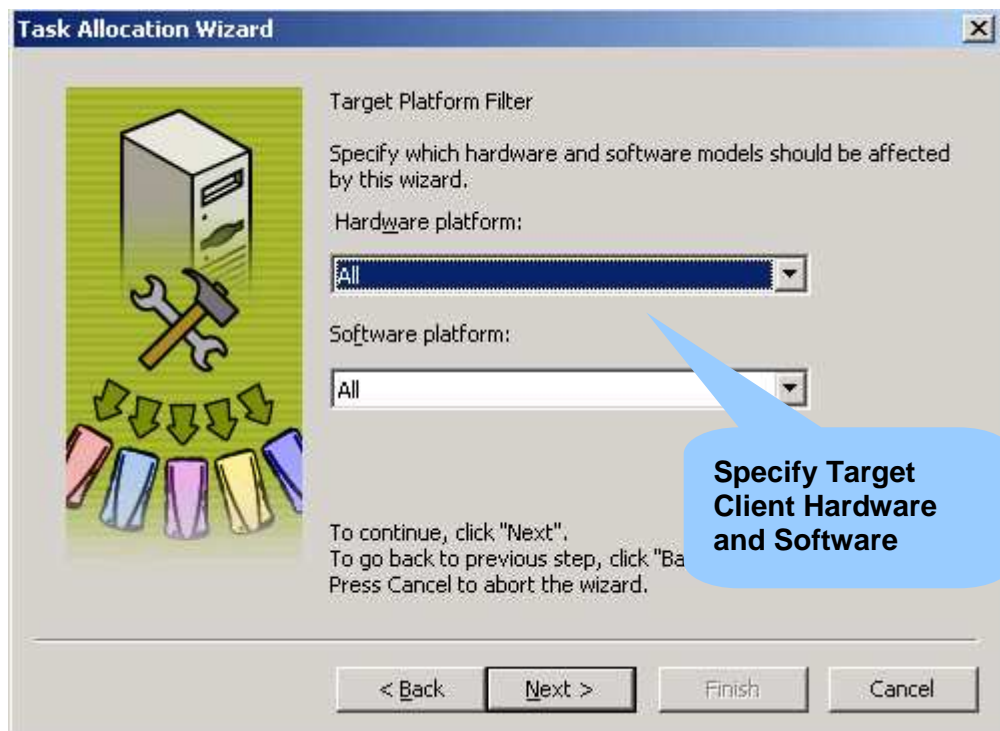 Task Allocation Wizard
Target Platform Filter
Specify which hardware and software models should be affected
by this wizard.
Hardware platform:
All
Software platform:
All
Specify Target
Client Hardware
and Software
To continue, click "Next".
To go back to previous step, click "Ba
Press Cancel to abort the wizard.
< Back
Next >
Finish
Cancel